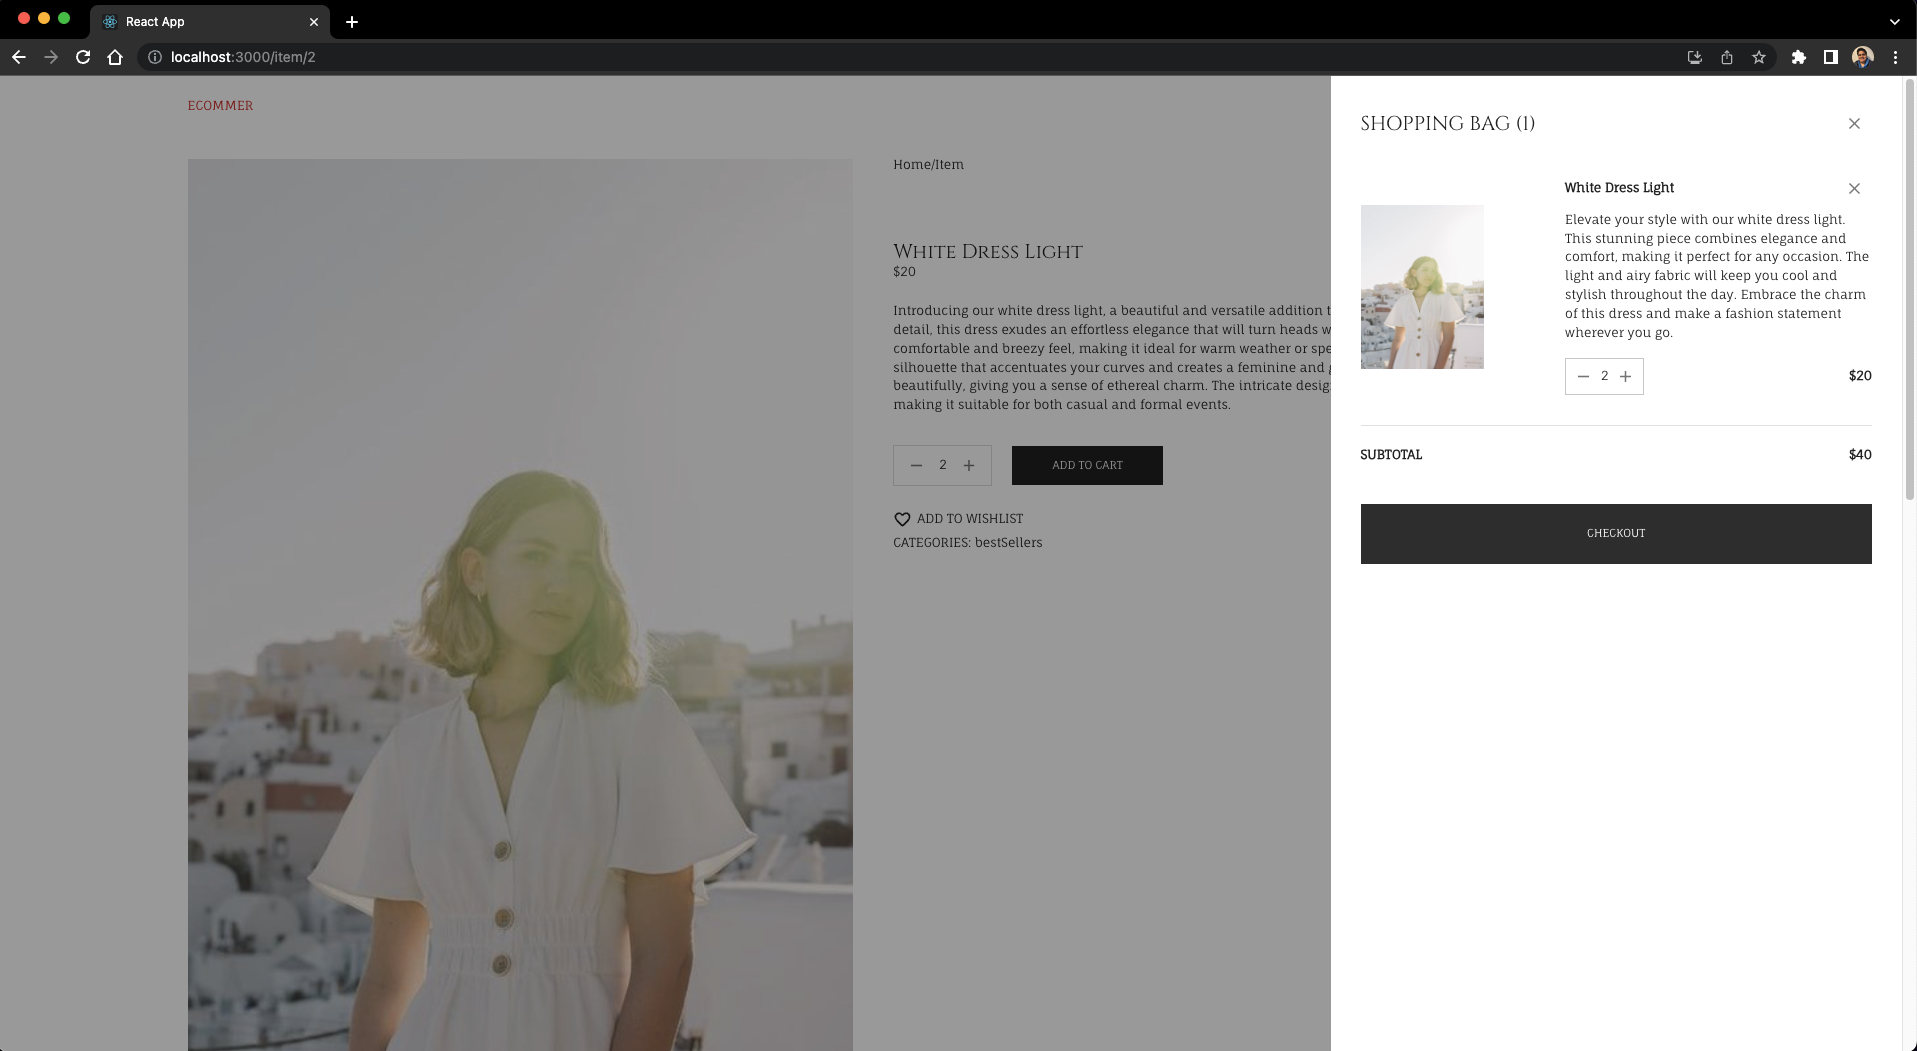 React App
localhost:3000/item/2
ECOMMER
Home/Item
White Dress Light
$20
Introducing our white dress light, a beautiful and versatile addition
detail, this dress exudes an effortless elegance that will turn heads
comfortable and breezy feel, making it ideal for warm weather or
silhouette that accentuates your curves and creates a feminine and
beautifully, giving you a sense of ethereal charm. The intricate
making it suitable for both casual and formal events.
2
ADD TO CART
ADD TO WISHLIST
CATEGORIES: bestSellers
SHOPPING BAG (1)
White Dress Light
Elevate your style with our white dress light.
This stunning piece combines elegance and
comfort, making it perfect for any occasion. The
light and airy fabric will keep you cool and
stylish throughout the day. Embrace the charm
of this dress and make a fashion statement
wherever you go.
2
$20
SUBTOTAL
$40
CHECKOUT